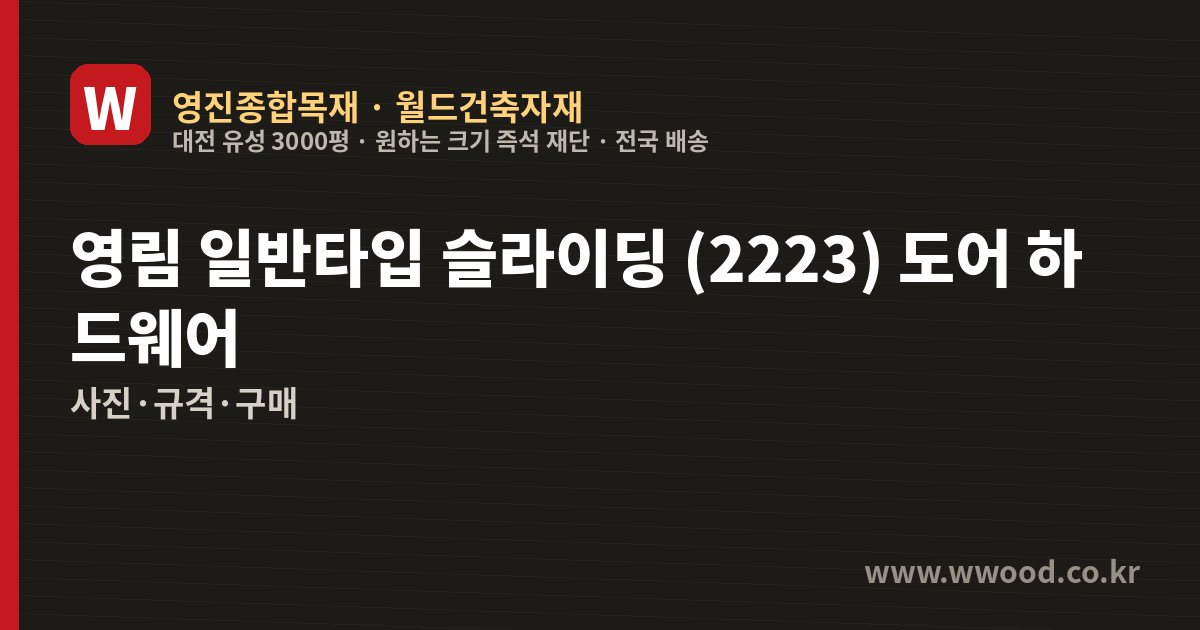 W
영진종합목재 · 월드건축자재
대전 유성 3000평 · 원하는 크기 즉석 재단 · 전국 배송
영림 일반타입 슬라이딩 (2223) 도어 하
드웨어
사진·규격·구매
www.wwood.co.kr